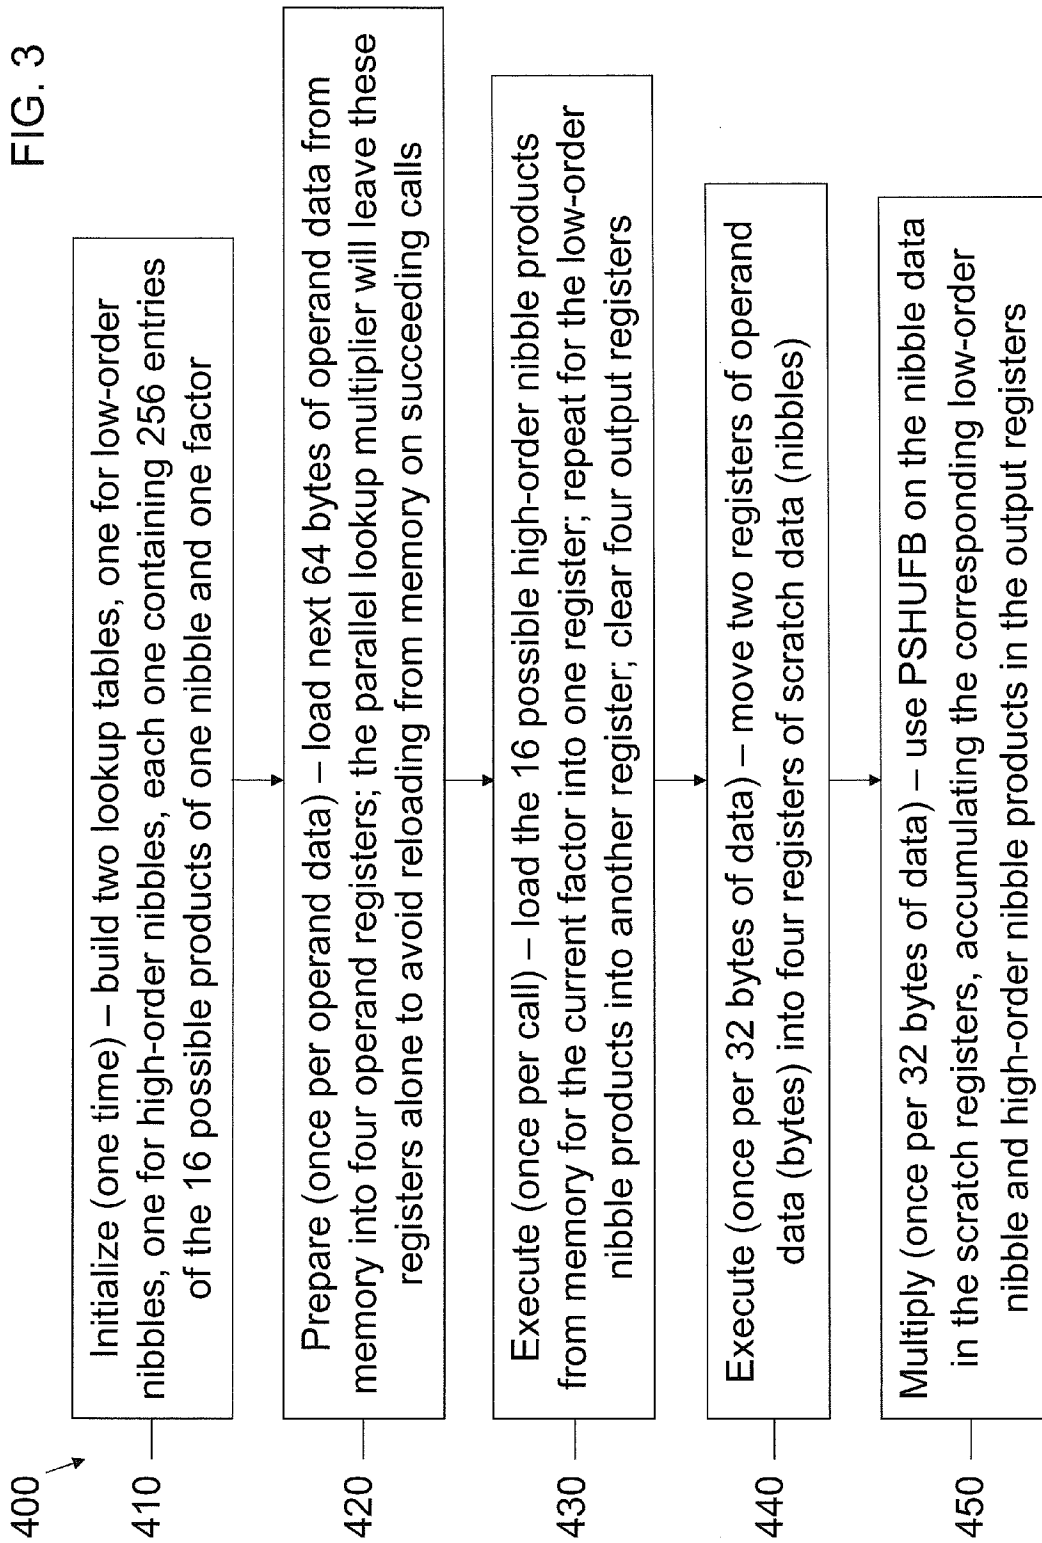 FIG. 3
400
410
Initialize (one time) – build two lookup tables, one for low-order
nibbles, one for high-order nibbles, each one containing 256 entries
of the 16 possible products of one nibble and one factor
420
Prepare (once per operand data) – load next 64 bytes of operand data from
memory into four operand registers; the parallel lookup multiplier will leave these
registers alone to avoid reloading from memory on succeeding calls
430
Execute (once per call) – load the 16 possible high-order nibble products
from memory for the current factor into one register; repeat for the low-order
nibble products into another register; clear four output registers
440
Execute (once per 32 bytes of data) – move two registers of operand
data (bytes) into four registers of scratch data (nibbles)
450
Multiply (once per 32 bytes of data) – use PSHUFB on the nibble data
in the scratch registers, accumulating the corresponding low-order
nibble and high-order nibble products in the output registers